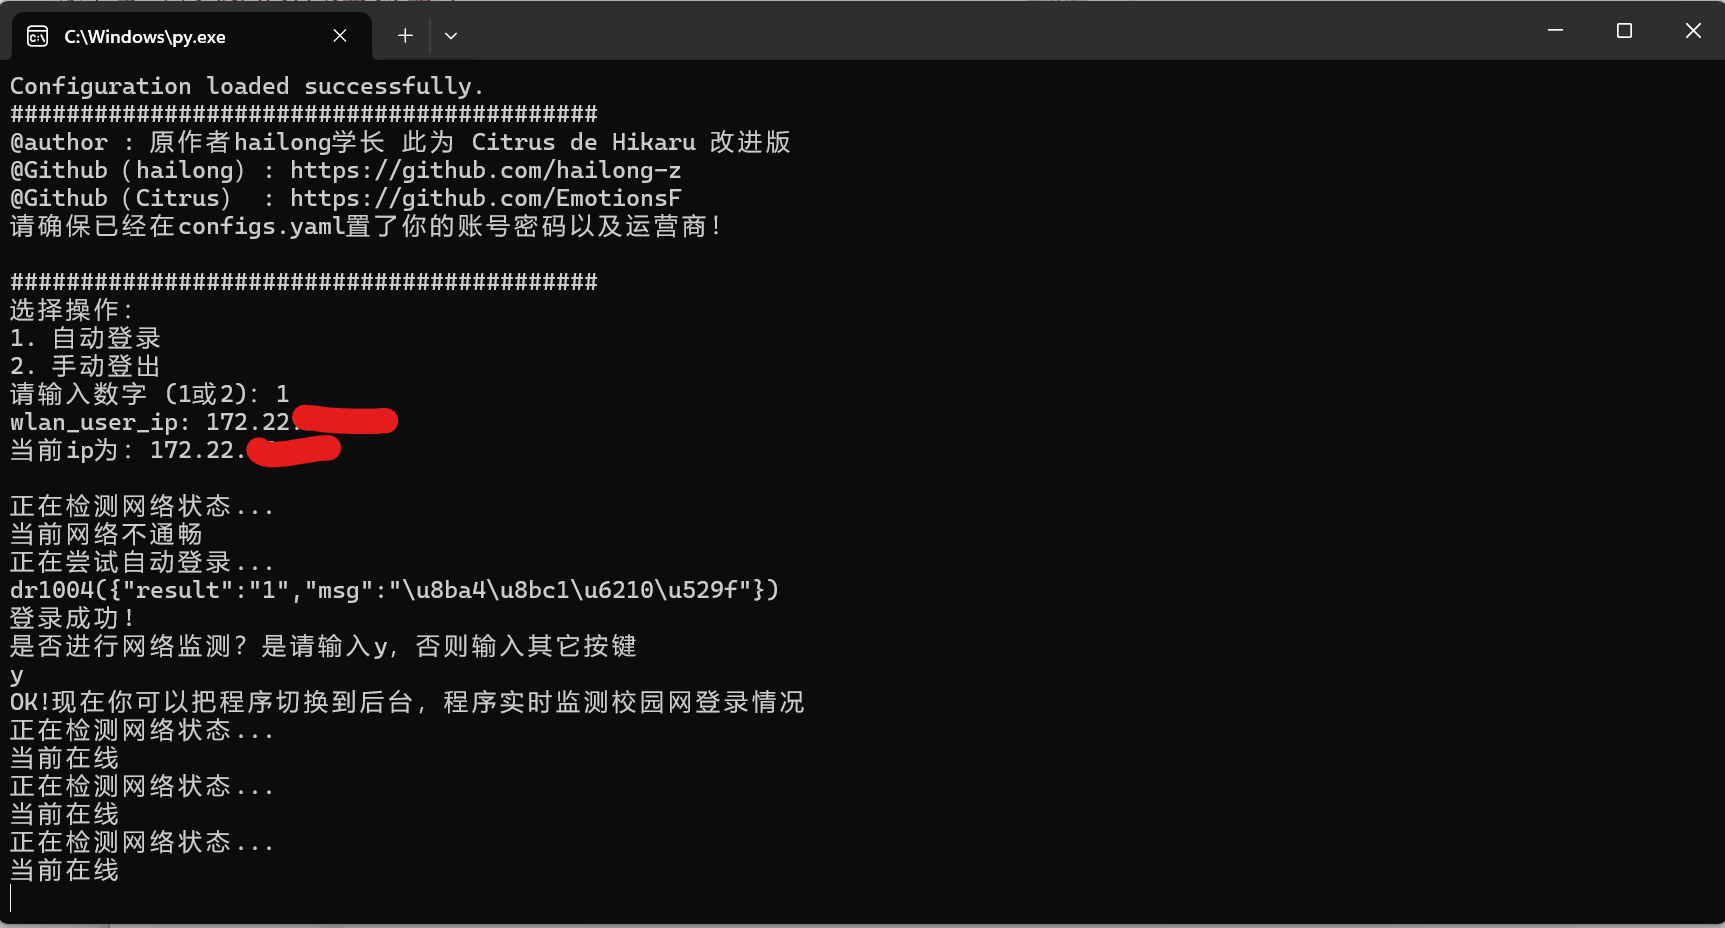 C:\Windows\py.exe
Configuration loaded successfully.
##########################################
@author : 原作者hailong学长 此为 Citrus de Hikaru 改进版
@Github（hailong） : https://github.com/hailong-z
@Github（Citrus）  : https://github.com/EmotionsF
请确保已经在configs.yaml置了你的账号密码以及运营商！
##########################################
选择操作：
1. 自动登录
2. 手动登出
请输入数字 (1或2)：1
wlan_user_ip: 172.22.
当前ip为：172.22.
正在检测网络状态...
当前网络不通畅
正在尝试自动登录...
dr1004({"result":"1","msg":"\u8ba4\u8bc1\u6210\u529f"})
登录成功！
是否进行网络监测？是请输入y，否则输入其它按键
y
OK!现在你可以把程序切换到后台，程序实时监测校园网登录情况
正在检测网络状态...
当前在线
正在检测网络状态...
当前在线
正在检测网络状态...
当前在线